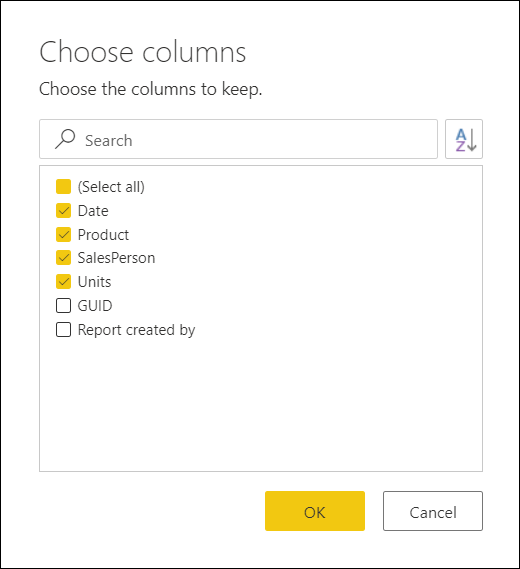 Choose columns
Choose the columns to keep.
Search
A
Z
(Select all)
Date
Product
SalesPerson
Units
GUID
Report created by
OK
Cancel